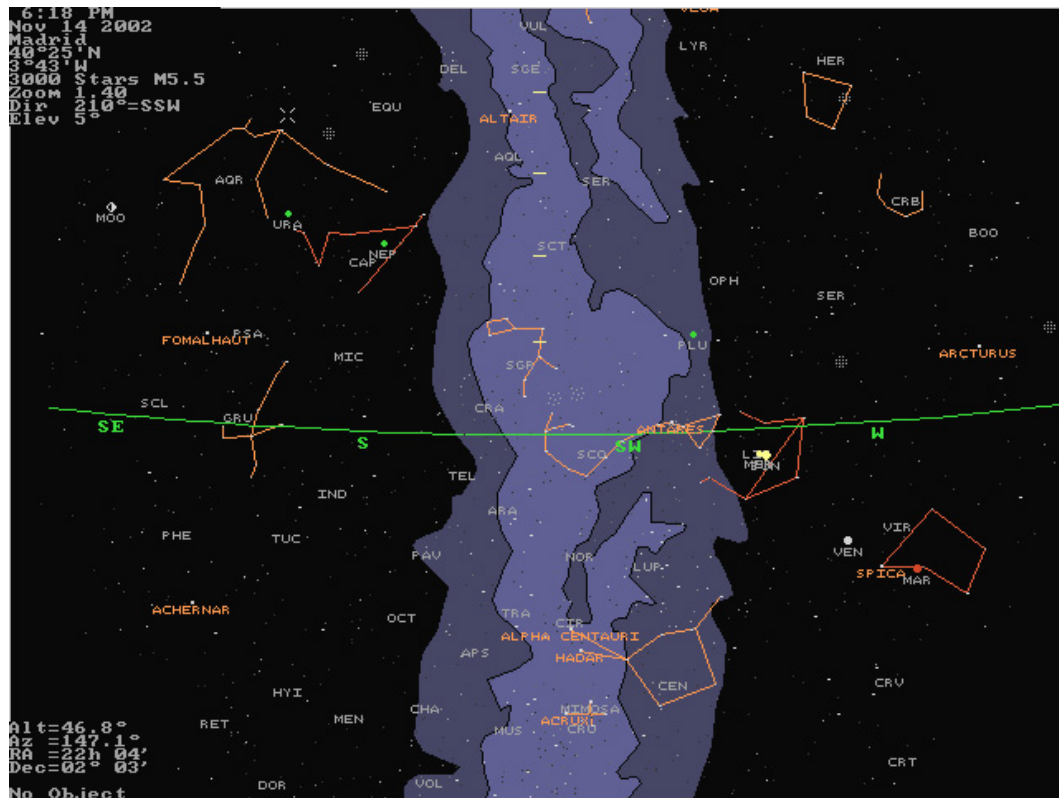 6:18 PM
Nov 14 2002
Madrid
40°25'N
3°43'W
3000 Stars M5.5
Zoom 1.40
Dir 210°=SSW
Elev 5°
VEGA
VUL
LYR
HER
DEL
SGE
EQU
ALTAIR
AQL
AQR
SER
CRB
MOO
URA
BOO
NEP
CAP
SCT
OPH
SER
FOMALHAUT
PSA
PLU
MIC
SGR
ARCTURUS
SCL
CRA
GRU
SE
S
ANTARES
SW
W
SCO
TEL
IND
ARA
PHE
TUC
PAV
NOR
LUP
VIR
VEN
SPICA
MAR
ACHERNAR
OCT
TRA
CIR
ALPHA CENTAURI
HADAR
APS
CEN
CRV
HYI
RET
MEN
CHA
MIMOSA
ACRUX
CRU
MUS
CRT
DOR
VOL
Alt=46.8°
Az =147.1°
RA =22h 04'
Dec=02° 03'
No Object